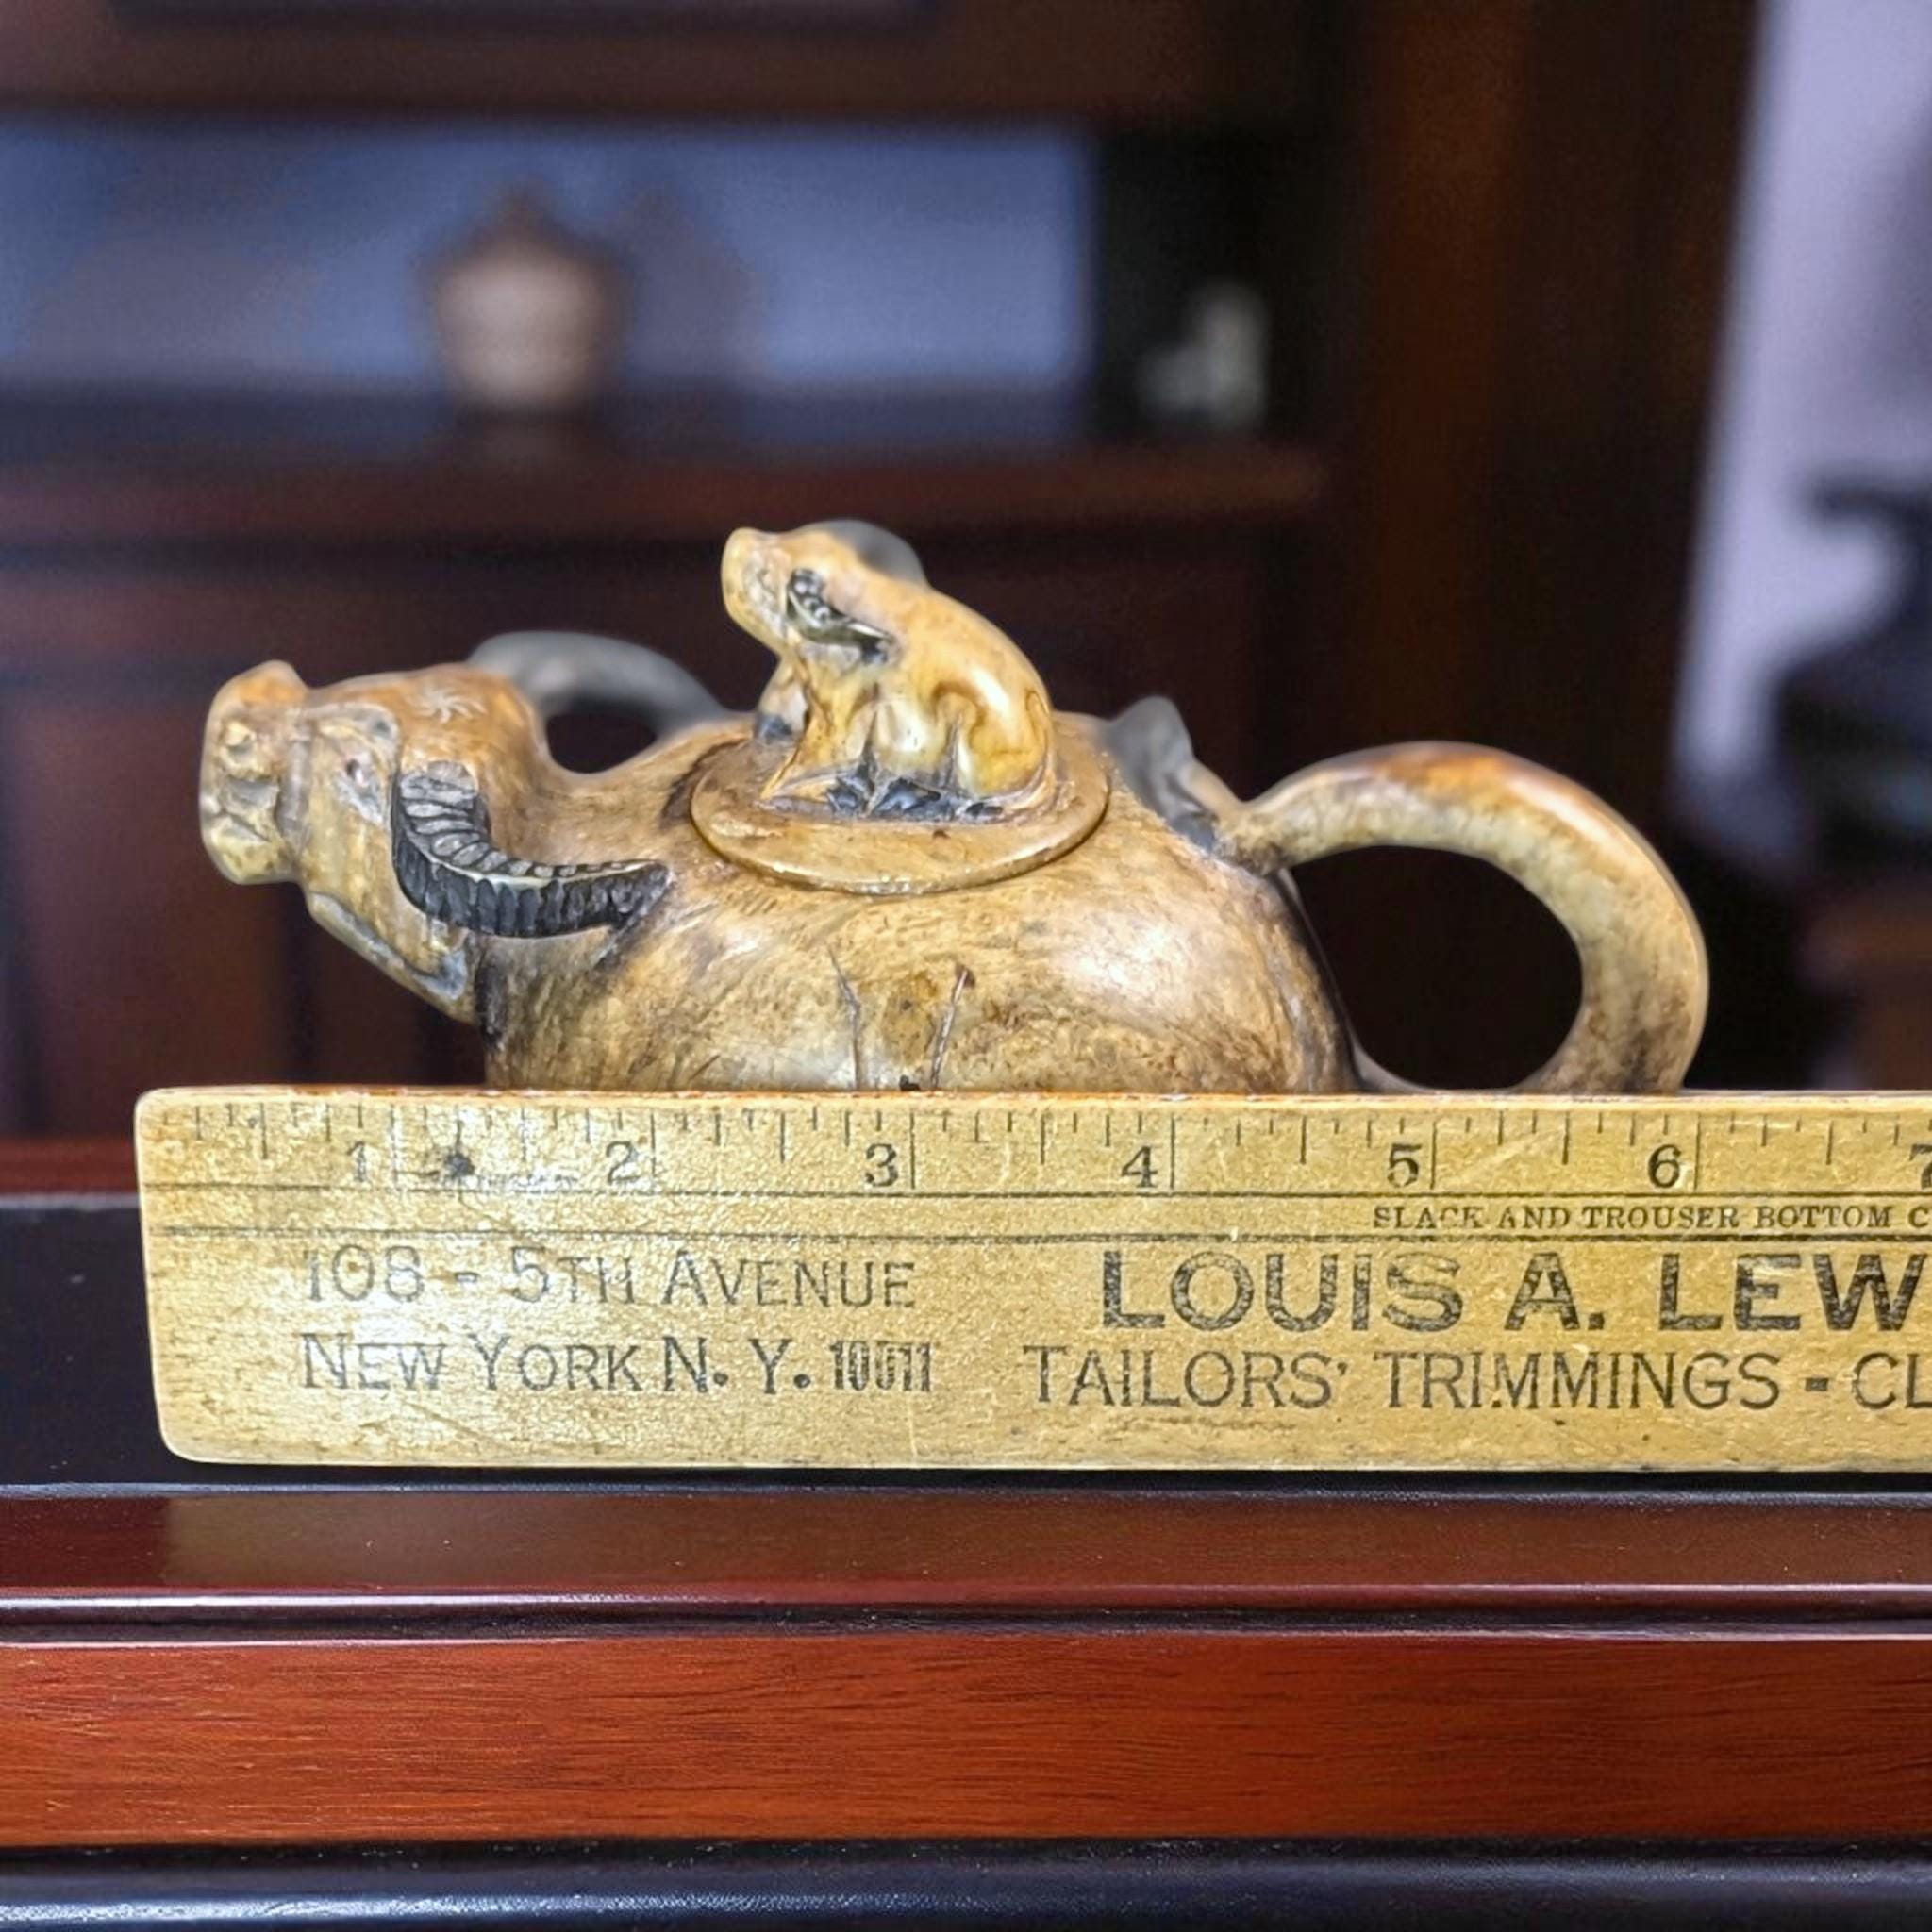 1 2 3 4 5 6 7
SLACK AND TROUSER BOTTOM C
108 - 5TH AVENUE
NEW YORK N. Y. 10011
LOUIS A. LEW
TAILORS' TRIMMINGS - CL